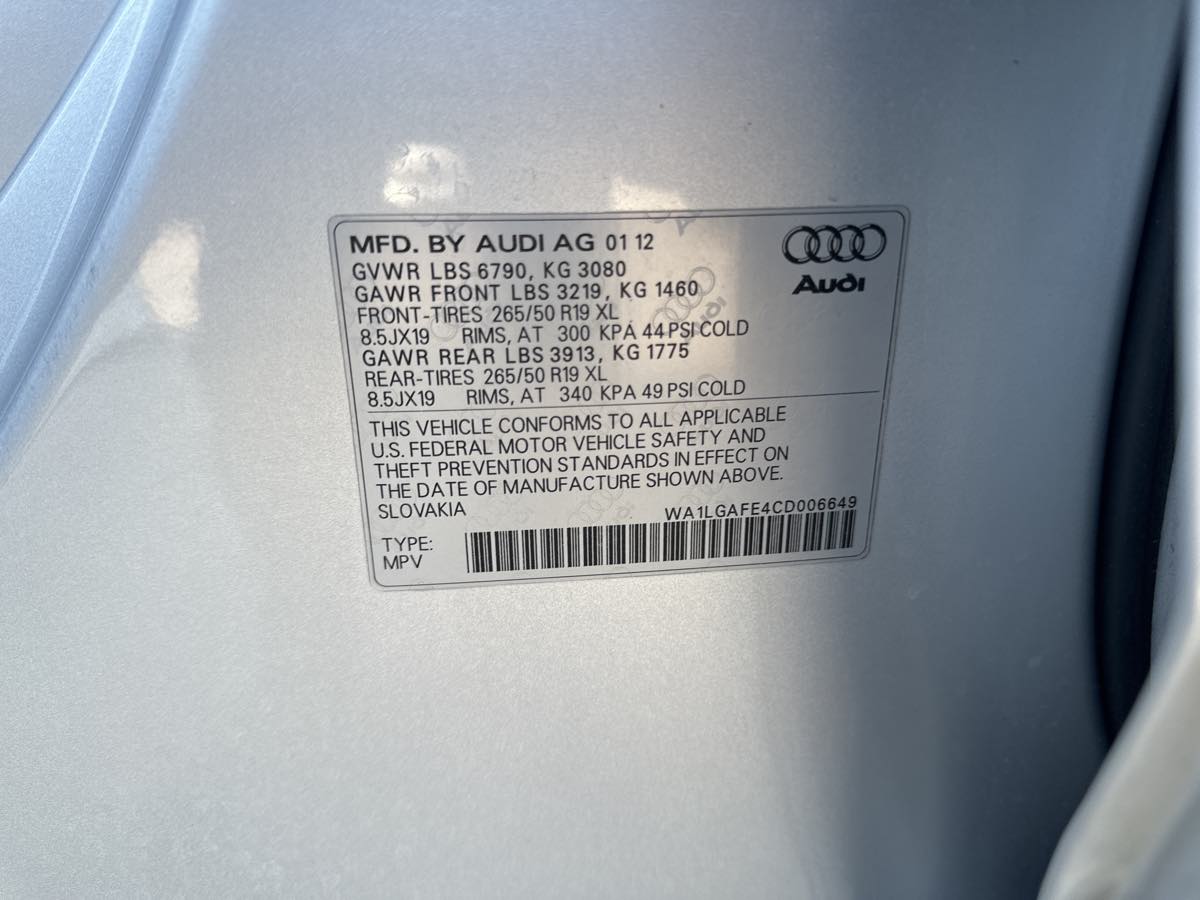 MFD. BY AUDI AG 01 12
Audi
GVWR LBS 6790, KG 3080
GAWR FRONT LBS 3219, KG 1460
FRONT-TIRES 265/50 R19 XL
8.5JX19 RIMS, AT 300 KPA 44 PSI COLD
GAWR REAR LBS 3913, KG 1775
REAR-TIRES 265/50 R19 XL
8.5JX19 RIMS, AT 340 KPA 49 PSI COLD
THIS VEHICLE CONFORMS TO ALL APPLICABLE
U.S. FEDERAL MOTOR VEHICLE SAFETY AND
THEFT PREVENTION STANDARDS IN EFFECT ON
THE DATE OF MANUFACTURE SHOWN ABOVE.
SLOVAKIA
WA1LGAFE4CD006649
TYPE:
MPV